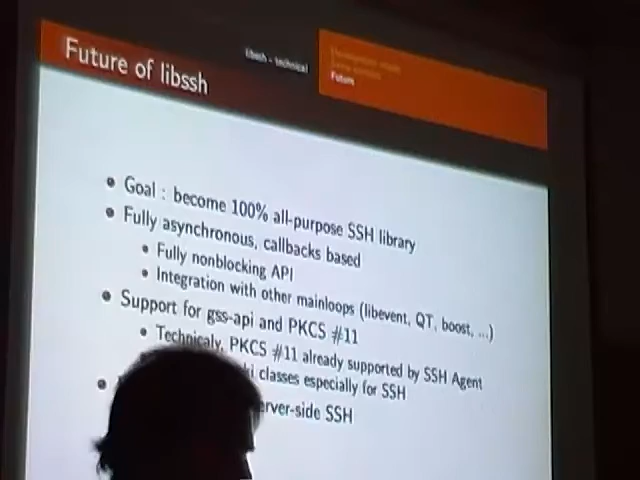 Future of libssh
libssh - technical
Future
Goal : become 100% all-purpose SSH library
Fully asynchronous, callbacks based
Fully nonblocking API
Integration with other mainloops (libevent, QT, boost, ...)
Support for gss-api and PKCS #11
Technicaly, PKCS #11 already supported by SSH Agent
classes especially for SSH
erver-side SSH